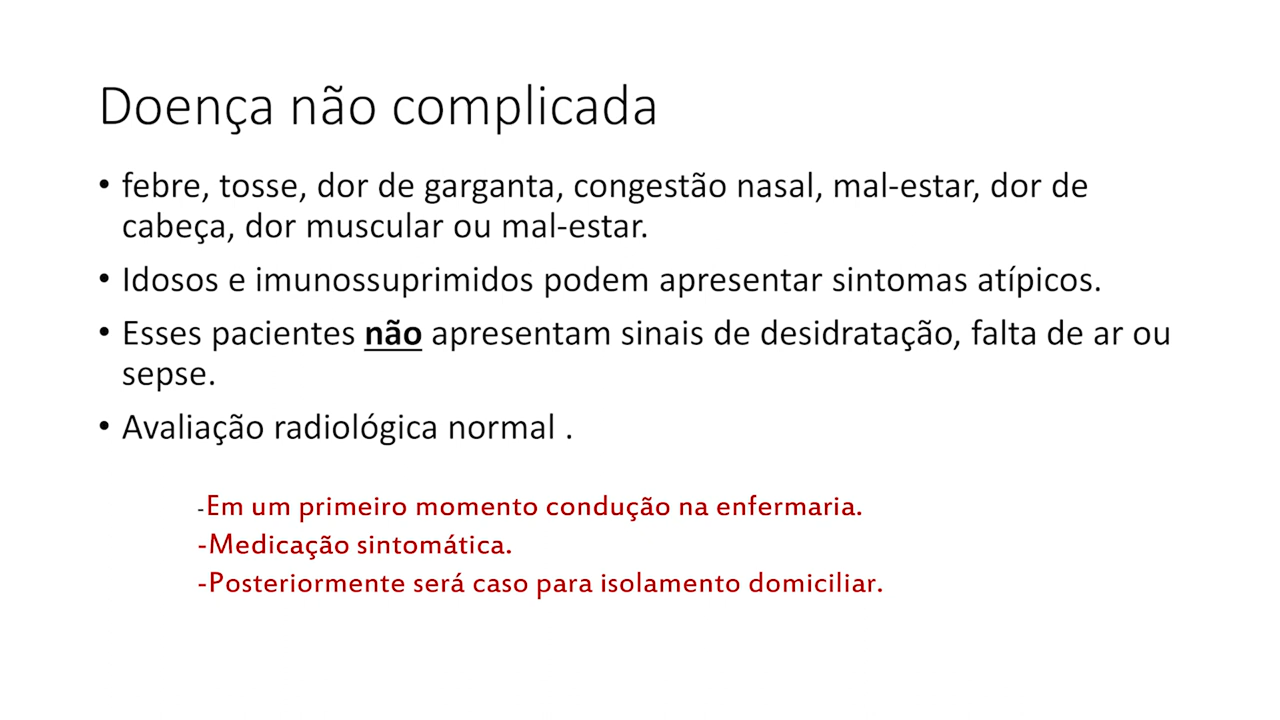 Doença não complicada
• febre, tosse, dor de garganta, congestão nasal, mal-estar, dor de
cabeça, dor muscular ou mal-estar.
• Idosos e imunossuprimidos podem apresentar sintomas atípicos.
• Esses pacientes não apresentam sinais de desidratação, falta de ar ou
sepse.
• Avaliação radiológica normal .
-Em um primeiro momento condução na enfermaria.
-Medicação sintomática.
-Posteriormente será caso para isolamento domiciliar.